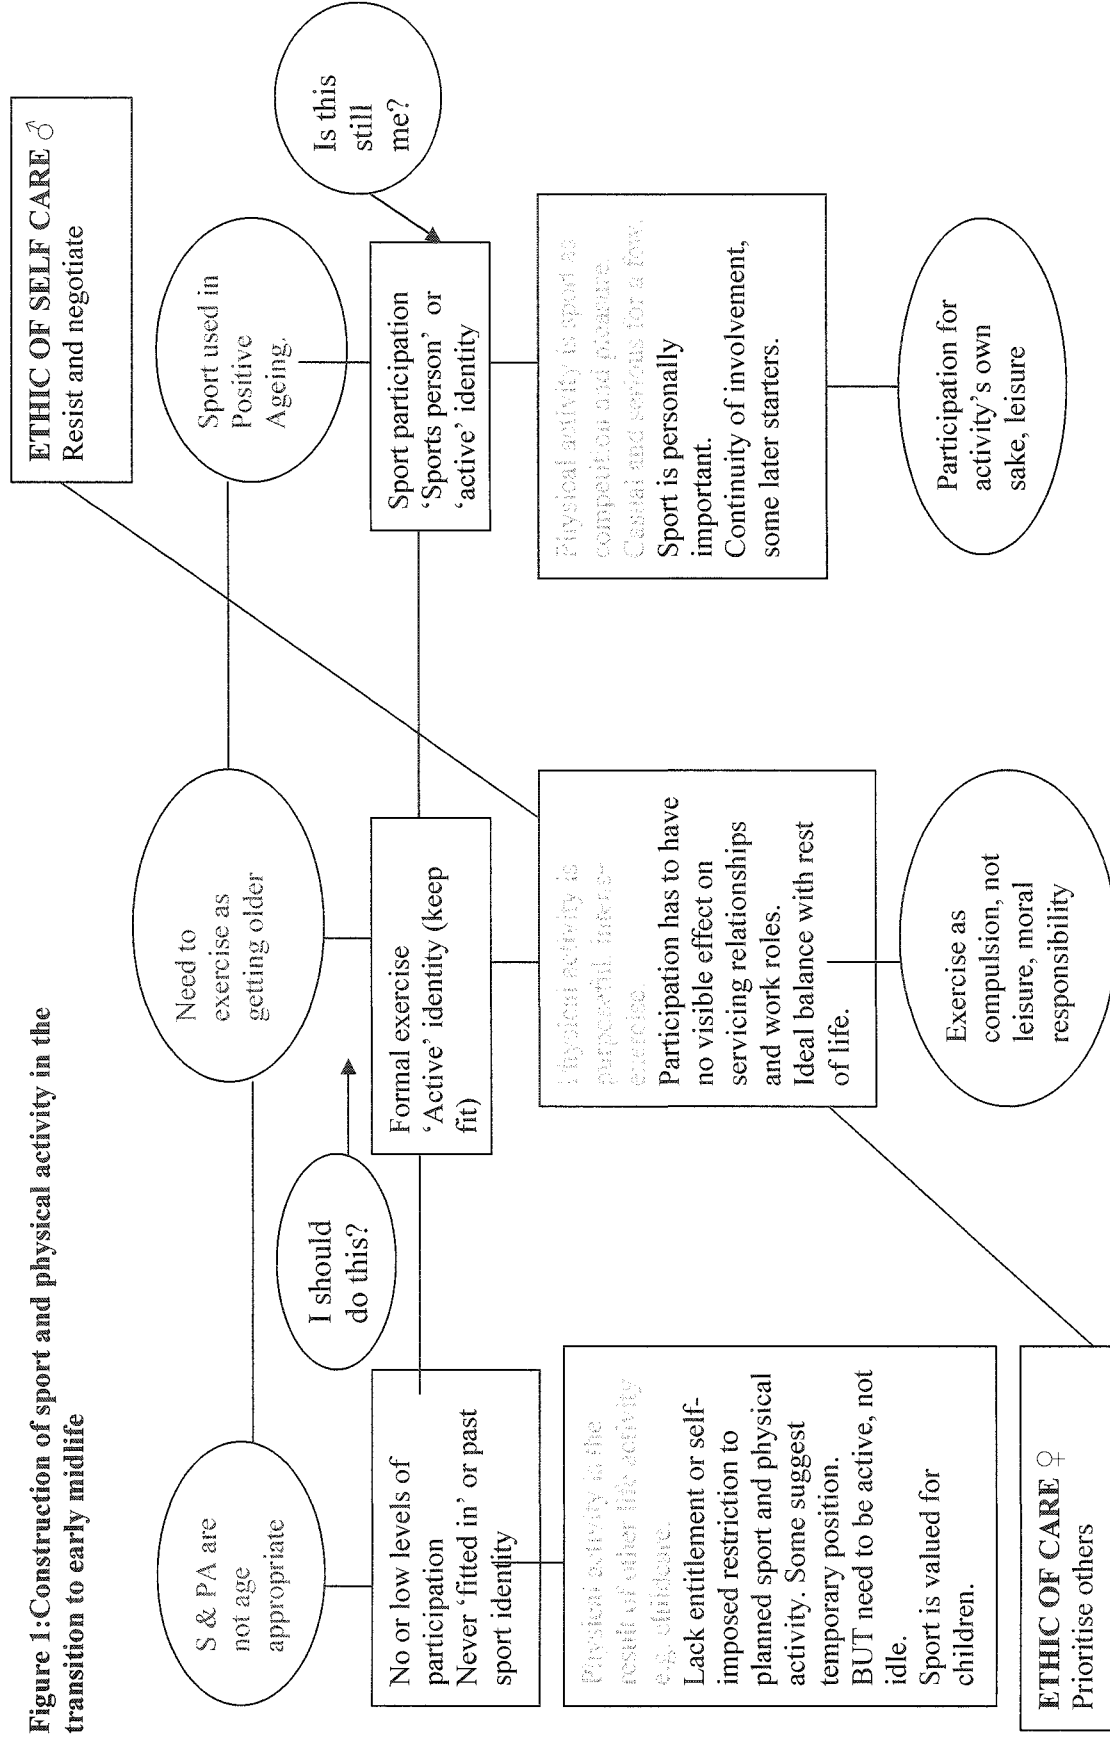 Figure 1:Construction of sport and physical activity in the
transition to early midlife
ETHIC OF SELF CARE ♂
Resist and negotiate
S & PA are
not age
appropriate
Need to
exercise as
getting older
Sport used in
Positive
Ageing.
I should
do this?
Is this
still
me?
No or low levels of
participation
Never ‘fitted in’ or past
sport identity
Formal exercise
‘Active’ identity (keep
fit)
Sport participation
‘Sports person’ or
‘active’ identity
Physical activity is the
result of other life activity
e.g. childcare.
Lack entitlement or self-
imposed restriction to
planned sport and physical
activity. Some suggest
temporary position.
BUT need to be active, not
idle.
Sport is valued for
children.
Physical activity is
purposeful
exercise.
Participation has to have
no visible effect on
servicing relationships
and work roles.
Ideal balance with rest
of life.
Physical activity is sport as
competition and pleasure.
Casual and serious for a few.
Sport is personally
important.
Continuity of involvement,
some later starters.
ETHIC OF CARE ♀
Prioritise others
Exercise as
compulsion, not
leisure, moral
responsibility
Participation for
activity’s own
sake, leisure